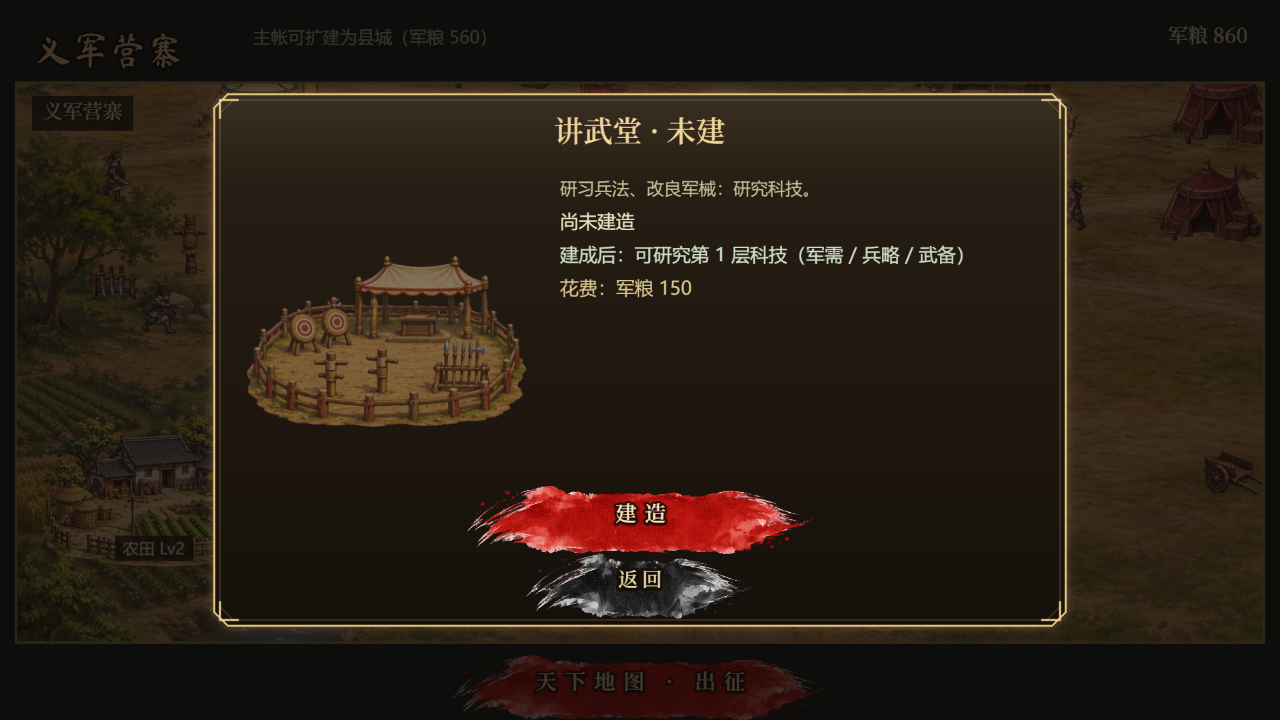 义军营寨
主帐可扩建为县城（军粮 560）
军粮 860
义军营寨
讲武堂 · 未建
研习兵法、改良军械：研究科技。
尚未建造
建成后：可研究第 1 层科技（军需 / 兵略 / 武备）
花费：军粮 150
建造
农田 Lv2
返回
天下地图 · 出征